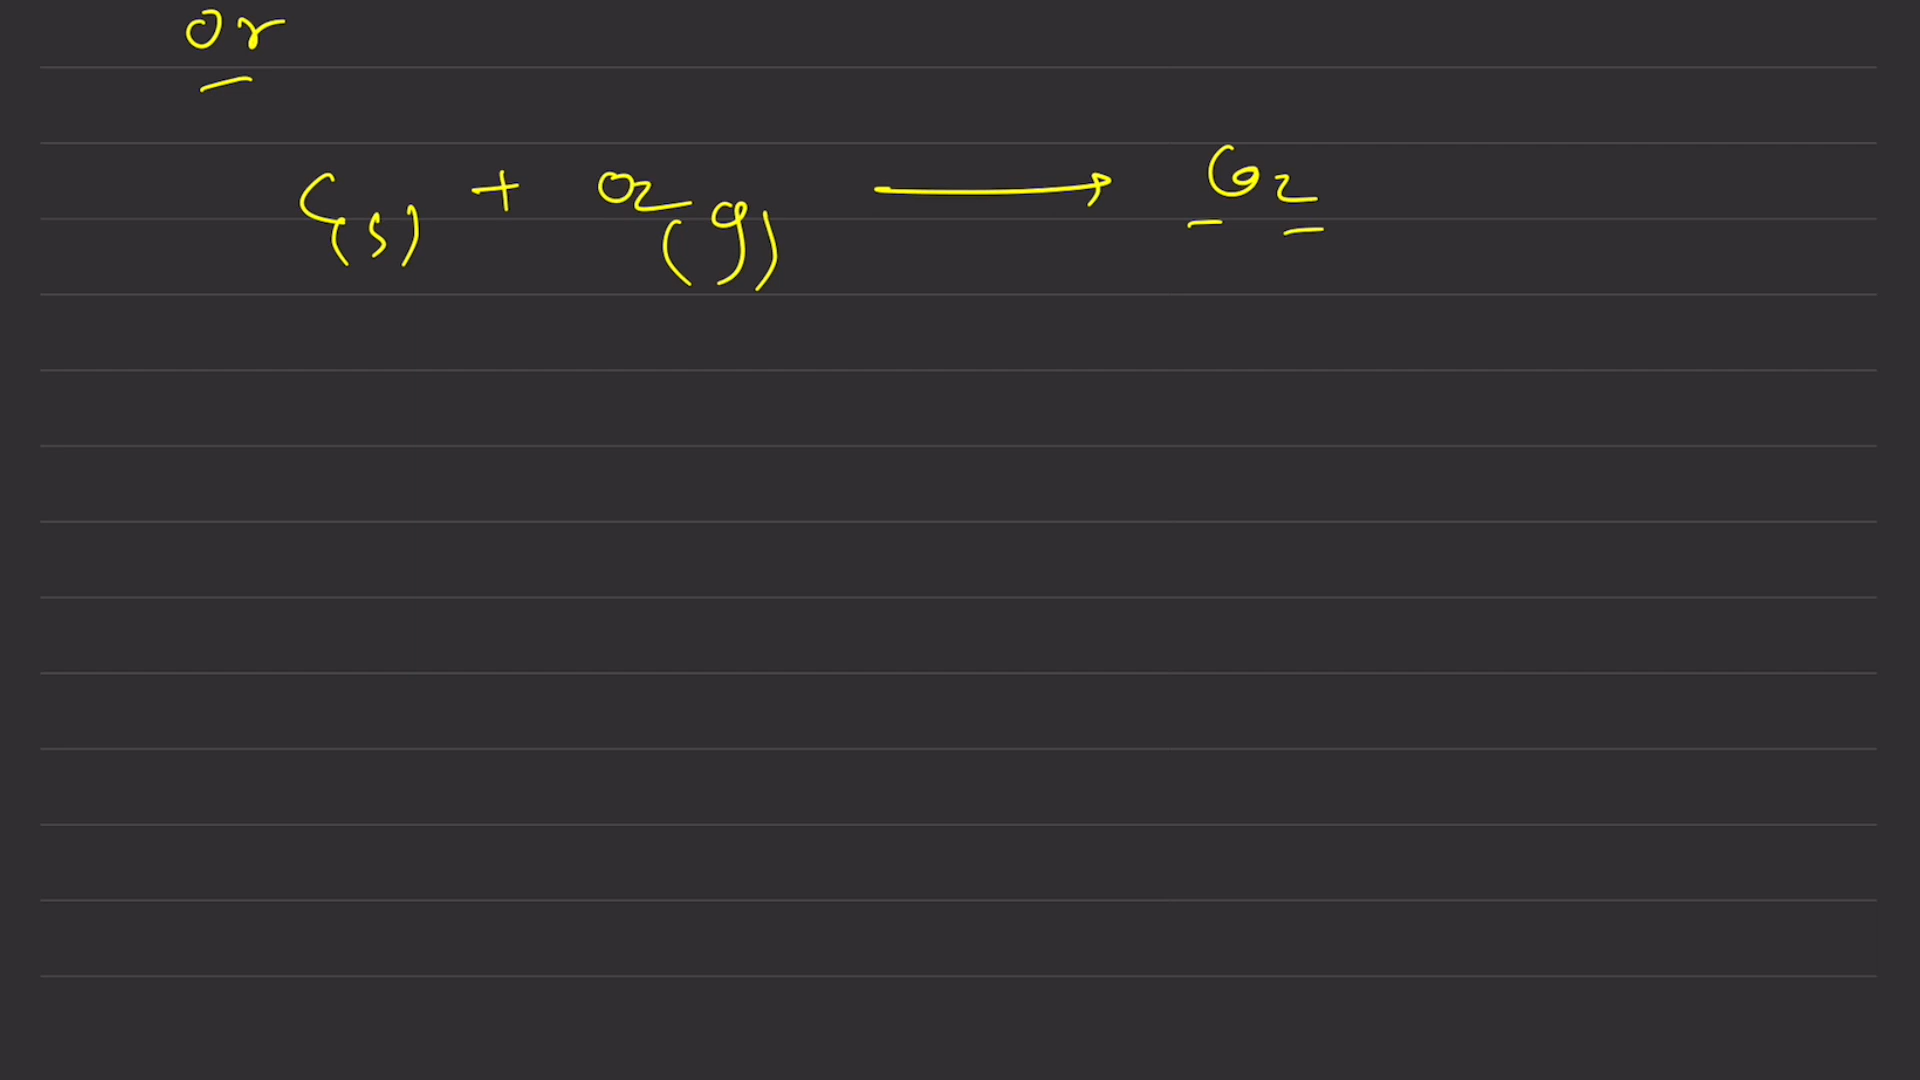 or
C(s) + O2(g) ⟶ CO2